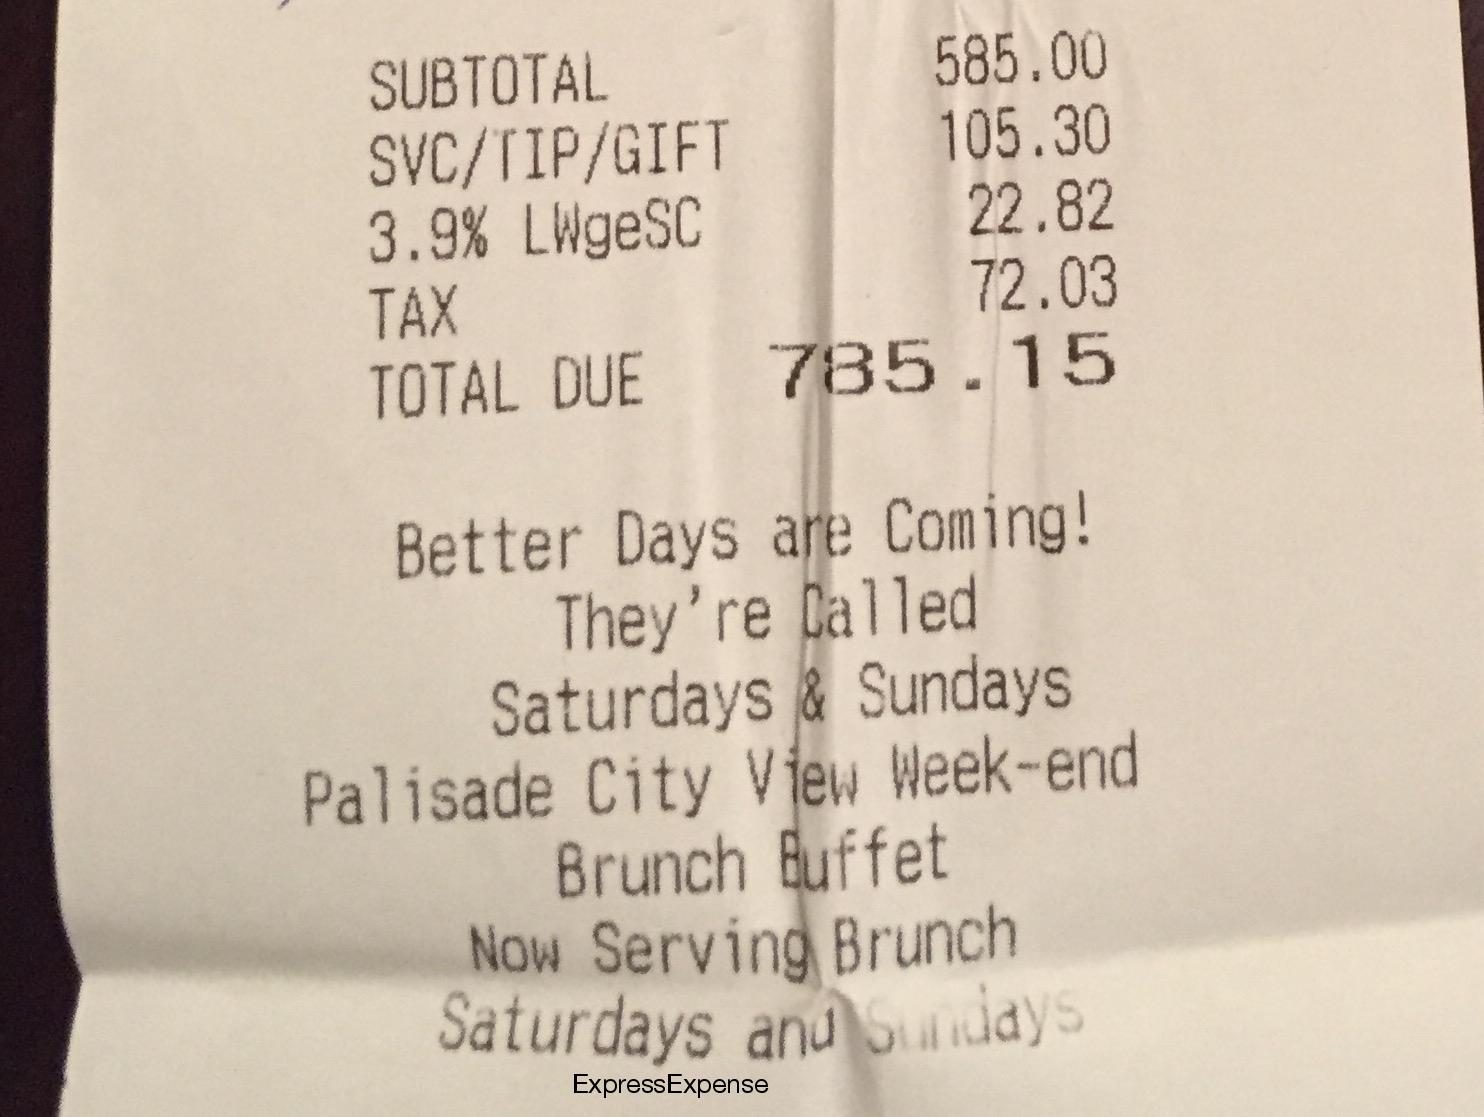 SUBTOTAL 585.00
SVC/TIP/GIFT 105.30
3.9% LWgeSC 22.82
TAX 72.03
TOTAL DUE 785.15
Better Days are Coming!
They're Called
Saturdays & Sundays
Palisade City View Week-end
Brunch Buffet
Now Serving Brunch
Saturdays and Sundays
ExpressExpense